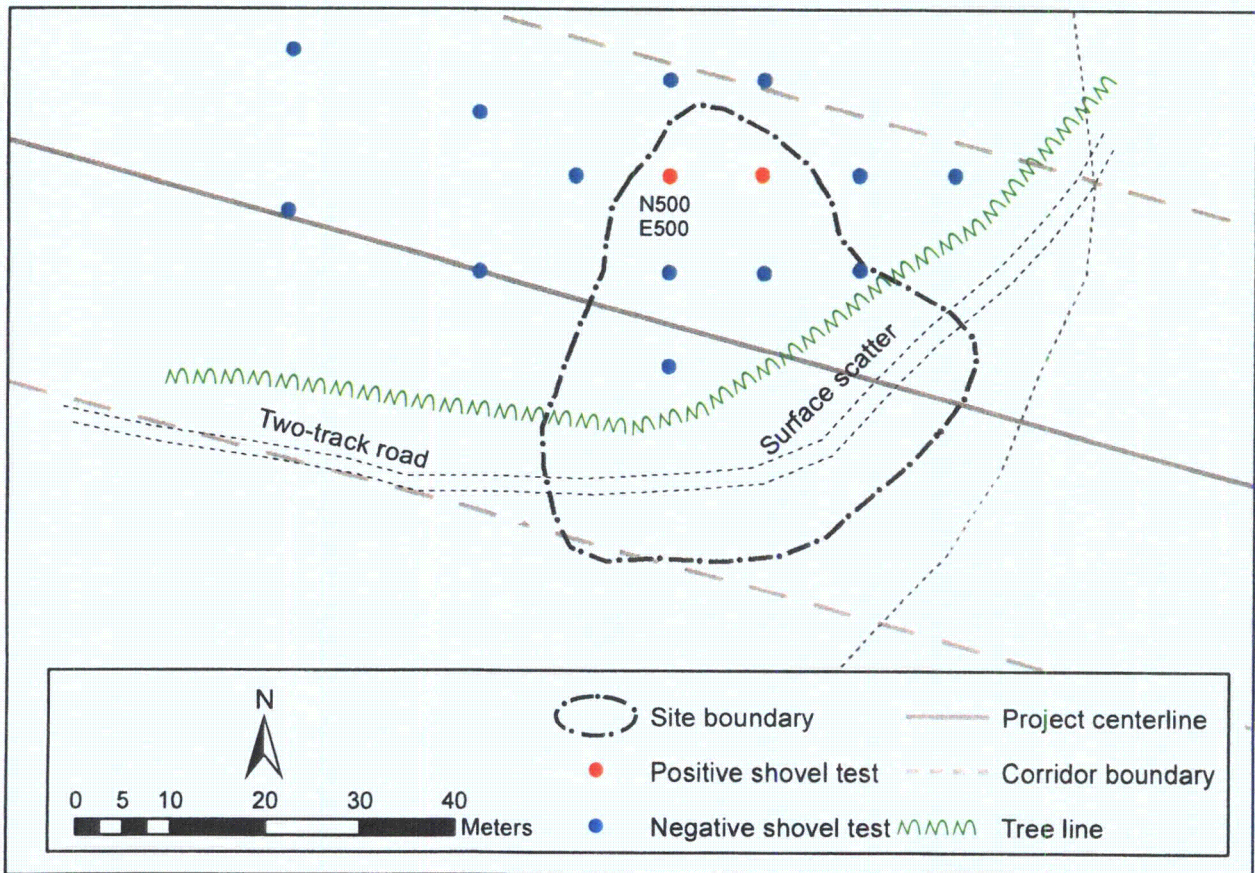 N500
E500
Surface scatter
Two-track road
N
0 5 10 20 30 40
Meters
Site boundary
Positive shovel test
Negative shovel test
Project centerline
Corridor boundary
Tree line